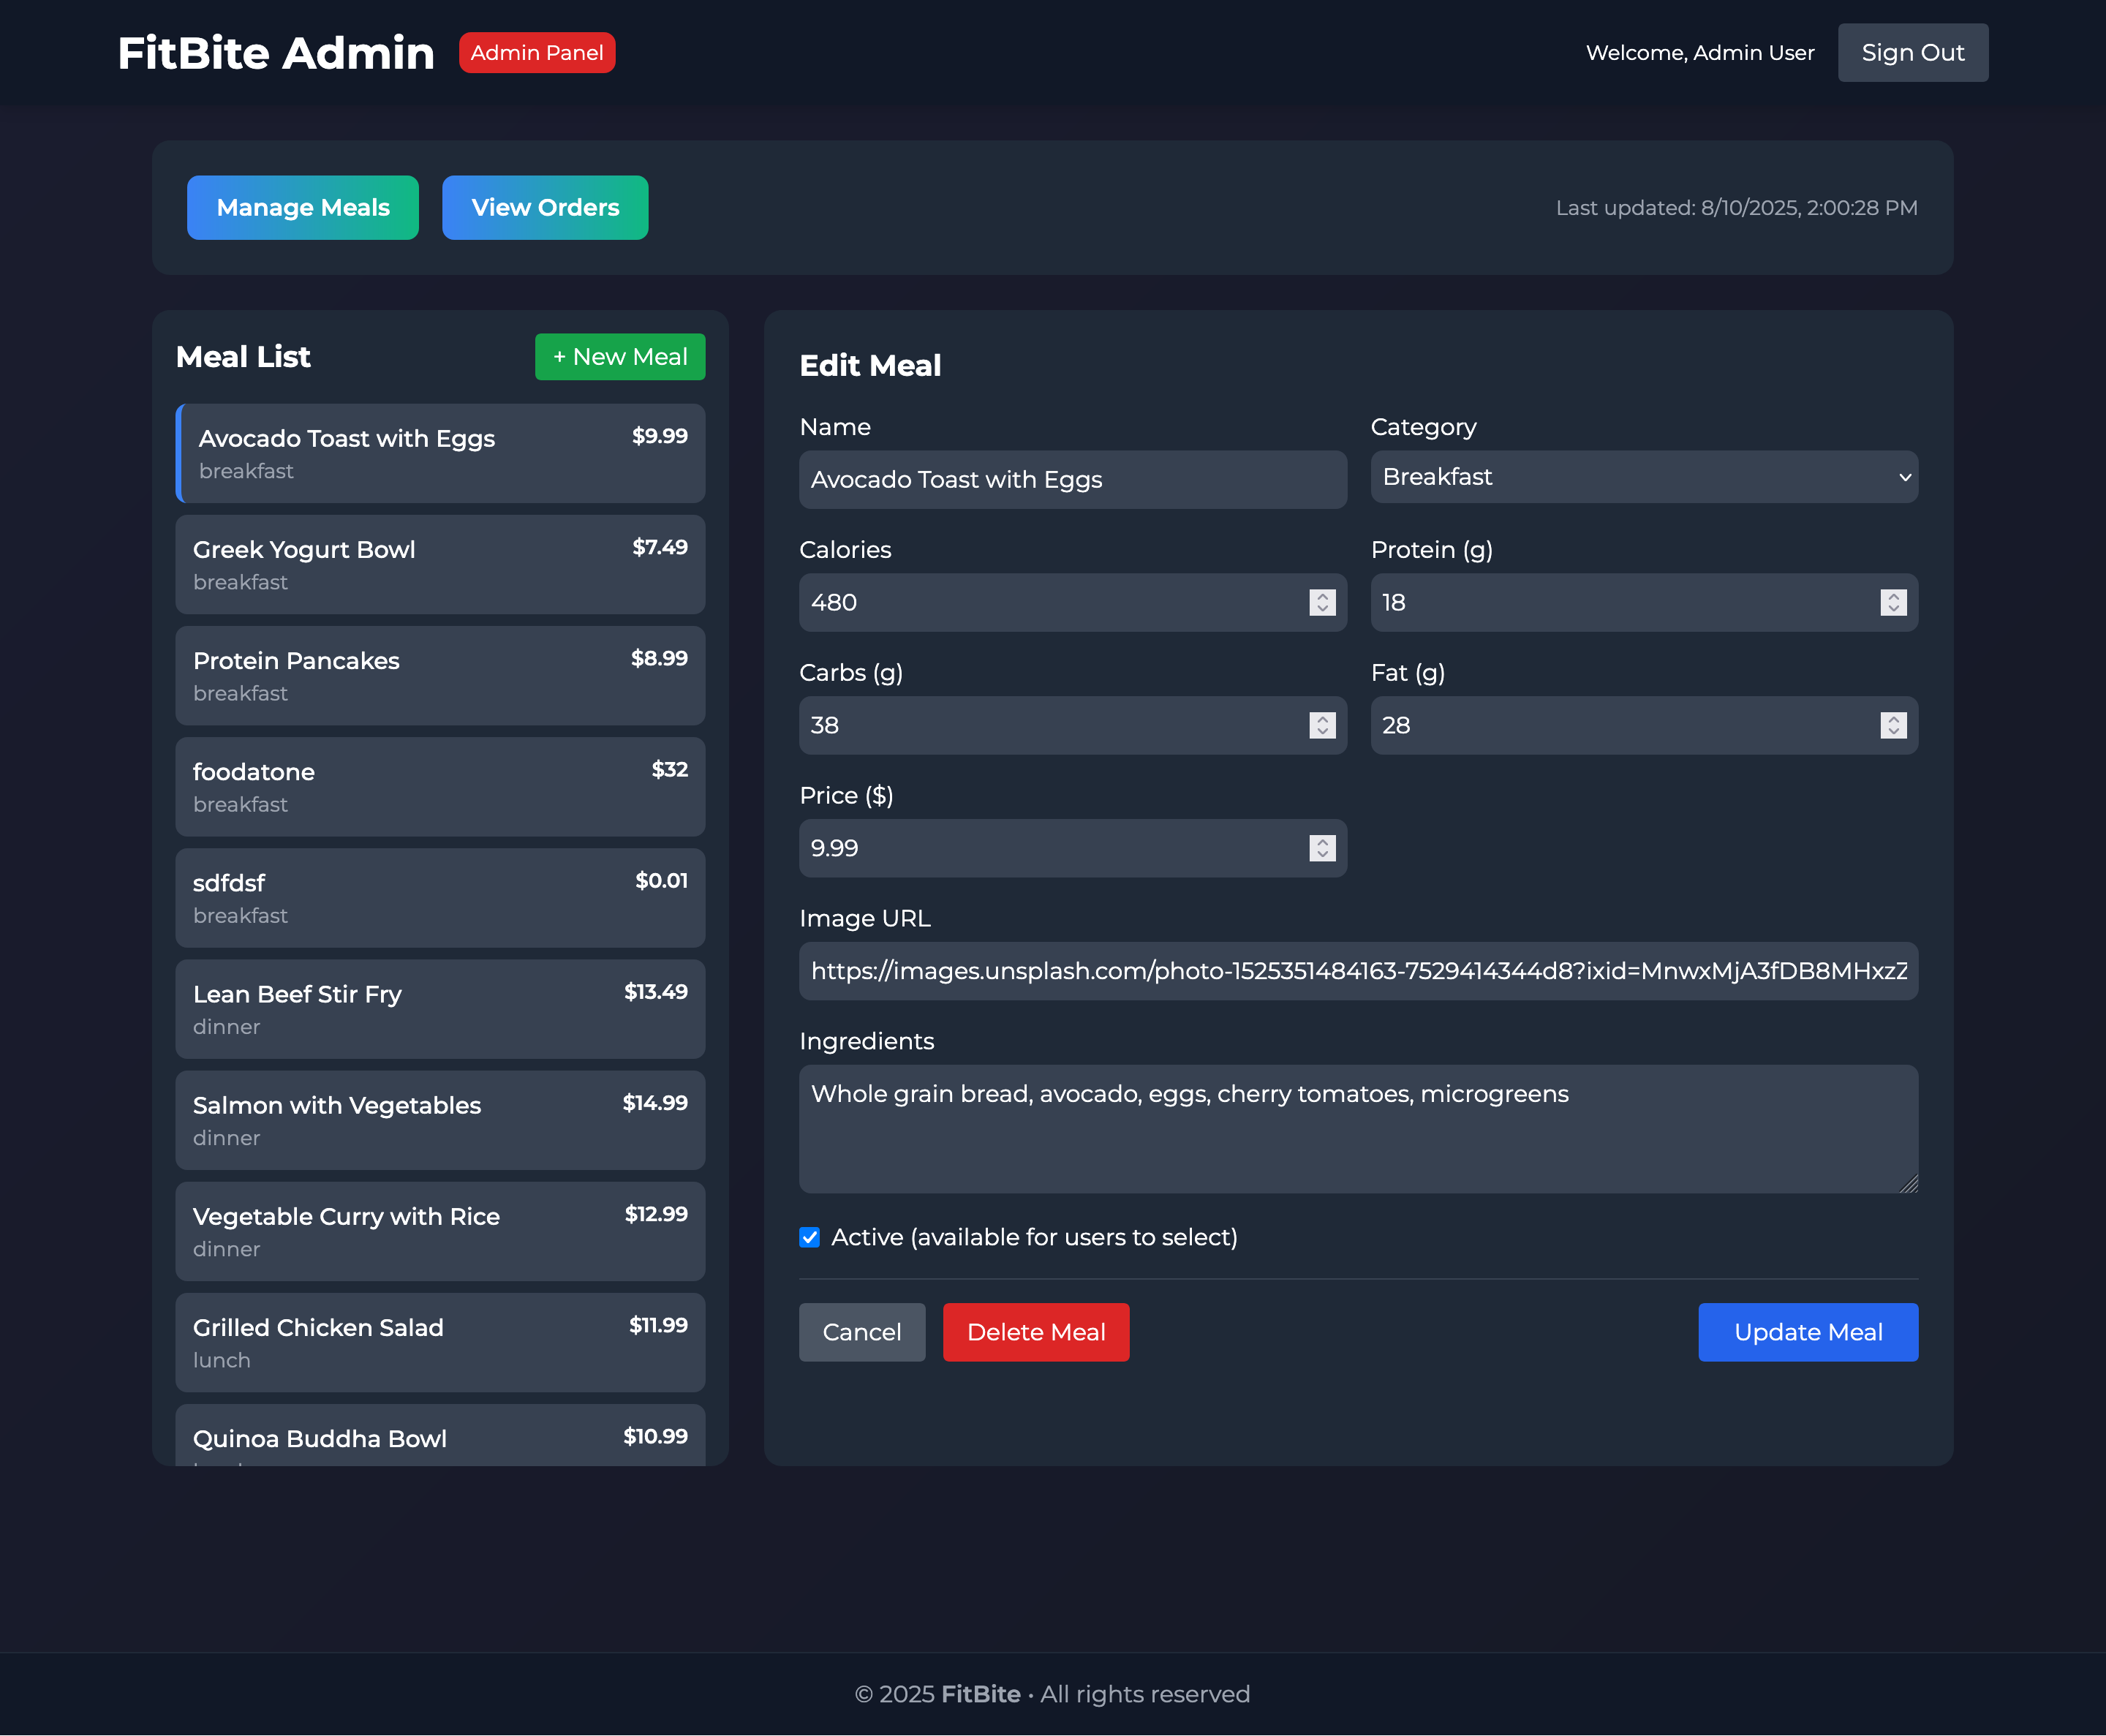 FitBite Admin
Admin Panel
Welcome, Admin User
Sign Out
Manage Meals
View Orders
Last updated: 8/10/2025, 2:00:28 PM
Meal List
+ New Meal
Avocado Toast with Eggs
$9.99
breakfast
Greek Yogurt Bowl
$7.49
breakfast
Protein Pancakes
$8.99
breakfast
foodatone
$32
breakfast
sdfdsf
$0.01
breakfast
Lean Beef Stir Fry
$13.49
dinner
Salmon with Vegetables
$14.99
dinner
Vegetable Curry with Rice
$12.99
dinner
Grilled Chicken Salad
$11.99
lunch
Quinoa Buddha Bowl
$10.99
Edit Meal
Name
Avocado Toast with Eggs
Category
Breakfast
Calories
480
Protein (g)
18
Carbs (g)
38
Fat (g)
28
Price ($)
9.99
Image URL
https://images.unsplash.com/photo-1525351484163-7529414344d8?ixid=MnwxMjA3fDB8MHxzZ
Ingredients
Whole grain bread, avocado, eggs, cherry tomatoes, microgreens
Active (available for users to select)
Cancel
Delete Meal
Update Meal
© 2025 FitBite • All rights reserved